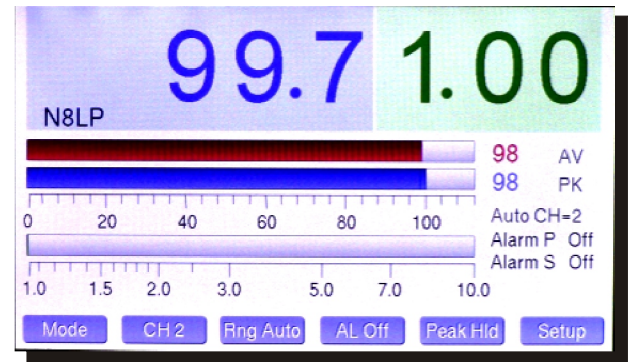 99.7 1.00
N8LP
98 AV
98 PK
0 20 40 60 80 100
Auto CH=2
Alarm P Off
Alarm S Off
1.0 1.5 2.0 3.0 5.0 7.0 10.0
Mode CH 2 Rng Auto AL Off Peak Hld Setup